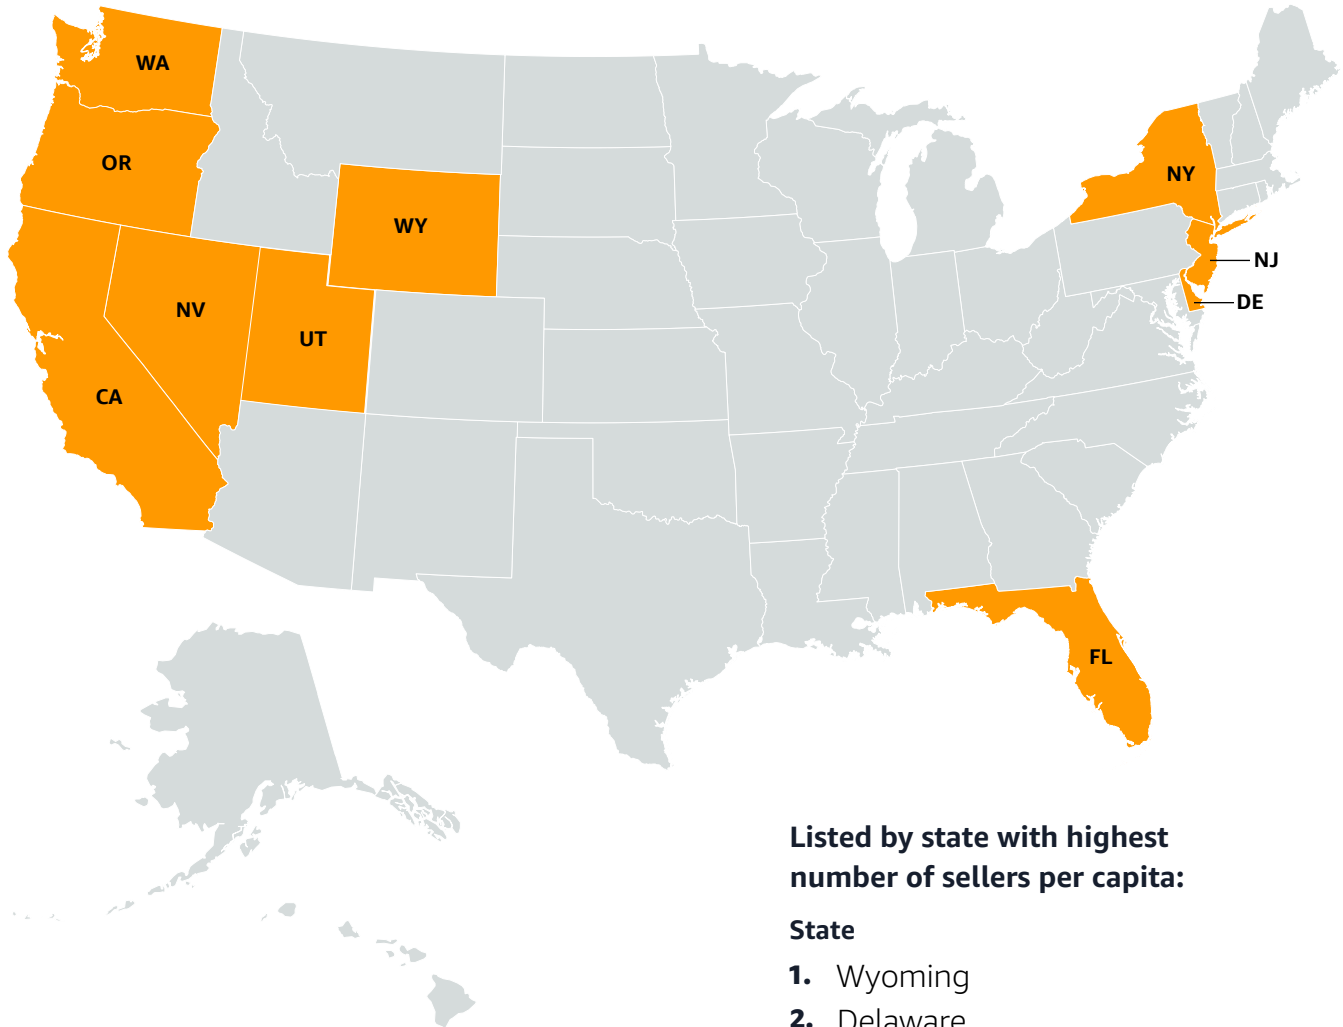 WA
OR
WY
NY
NJ
DE
NV
UT
CA
FL
Listed by state with highest
number of sellers per capita:
State
1. Wyoming
2. Delaware